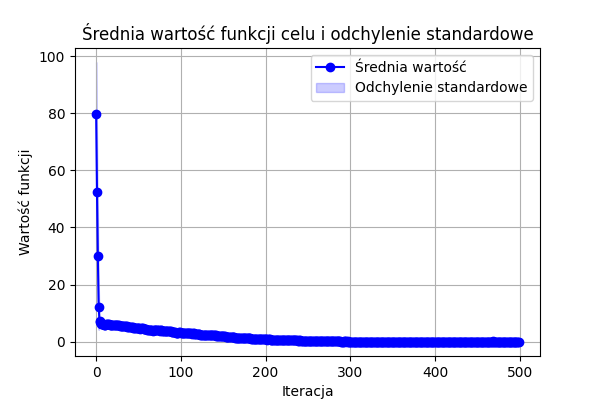 Średnia wartość funkcji celu i odchylenie standardowe
100
80
60
40
20
0
Wartość funkcji
Średnia wartość
Odchylenie standardowe
0 100 200 300 400 500
Iteracja